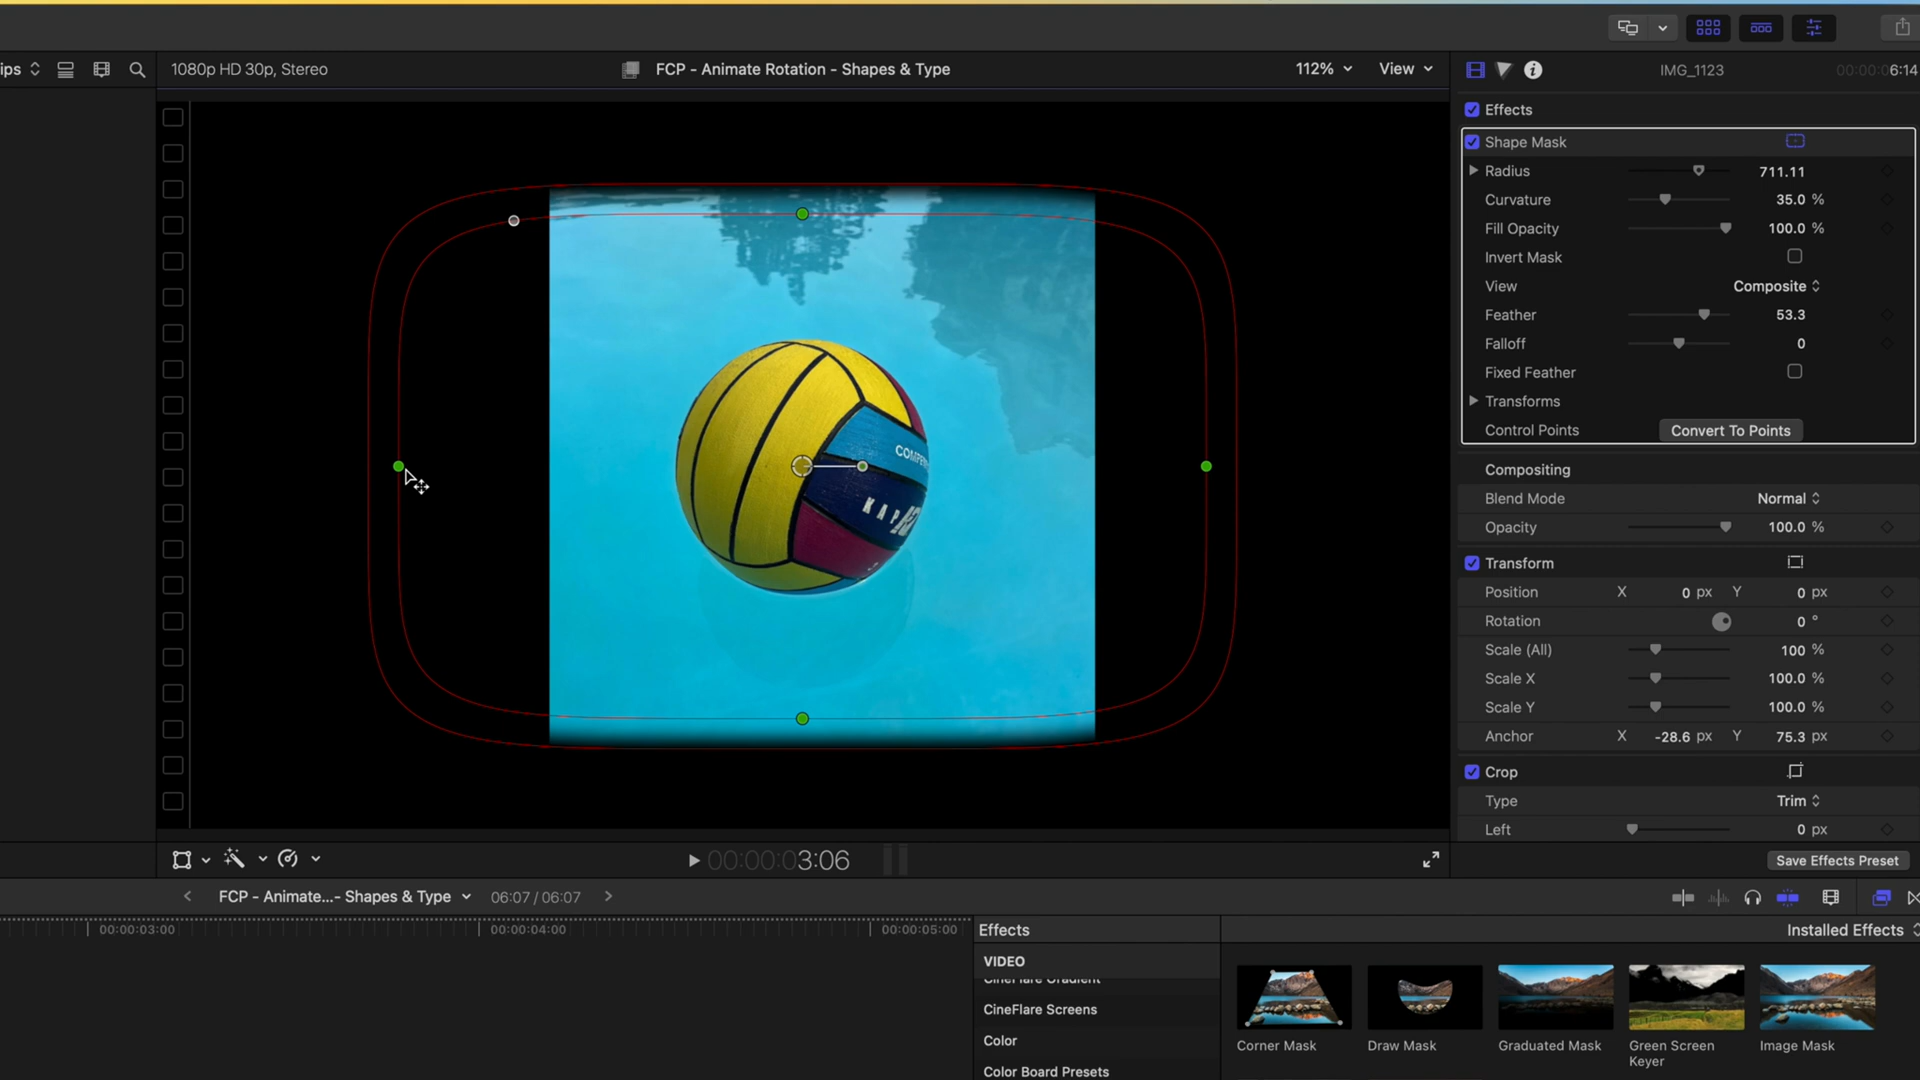 ips
1080p HD 30p, Stereo
FCP - Animate Rotation - Shapes & Type
112%
View
IMG_1123
00:00:06:14
Effects
Shape Mask
Radius
711.11
Curvature
35.0 %
Fill Opacity
100.0 %
Invert Mask
View
Composite
Feather
53.3
Falloff
0
Fixed Feather
Transforms
Control Points
Convert To Points
Compositing
Blend Mode
Normal
Opacity
100.0 %
Transform
Position
X 0 px Y 0 px
Rotation
0 °
Scale (All)
100 %
Scale X
100.0 %
Scale Y
100.0 %
Anchor
X -28.6 px Y 75.3 px
Crop
Type
Trim
Left
0 px
Save Effects Preset
00:00:03:06
FCP - Animate...- Shapes & Type
06:07 / 06:07
00:00:03:00
00:00:04:00
00:00:05:00
Effects
Installed Effects
VIDEO
CineFlare Gradient
CineFlare Screens
Color
Color Board Presets
Corner Mask
Draw Mask
Graduated Mask
Green Screen
Keyer
Image Mask